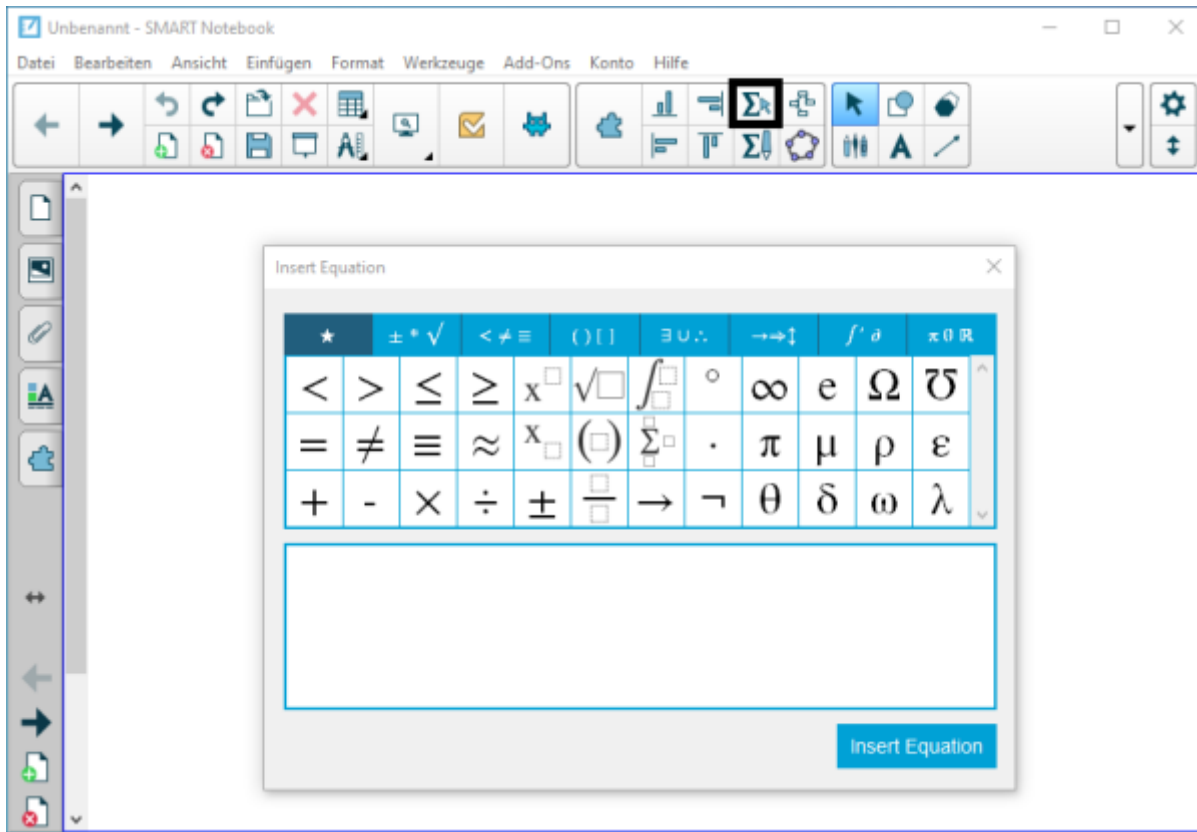 Unbenannt - SMART Notebook
Datei Bearbeiten Ansicht Einfügen Format Werkzeuge Add-Ons Konto Hilfe
Insert Equation
★ ± * √ < ≠ ≡ ( ) [ ] ∃ ∪ ∴ →⇒↕ ∫ ′ ∂ π 0 ℝ
< > ≤ ≥ x√ ∫ ° ∞ e Ω ℧
= ≠ ≡ ≈ x ( ) Σ · π μ ρ ε
+ - × ÷ ± → ¬ θ δ ω λ
Insert Equation